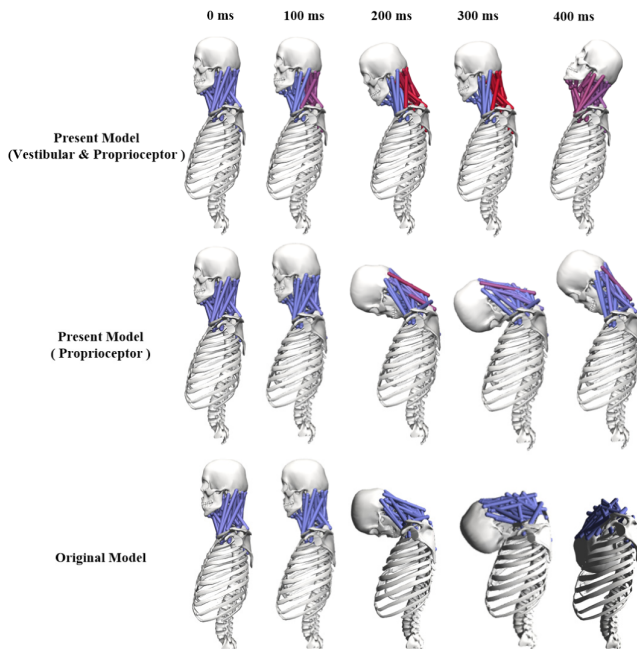 0 ms 100 ms 200 ms 300 ms 400 ms
Present Model
(Vestibular & Proprioceptor )
Present Model
( Proprioceptor )
Original Model